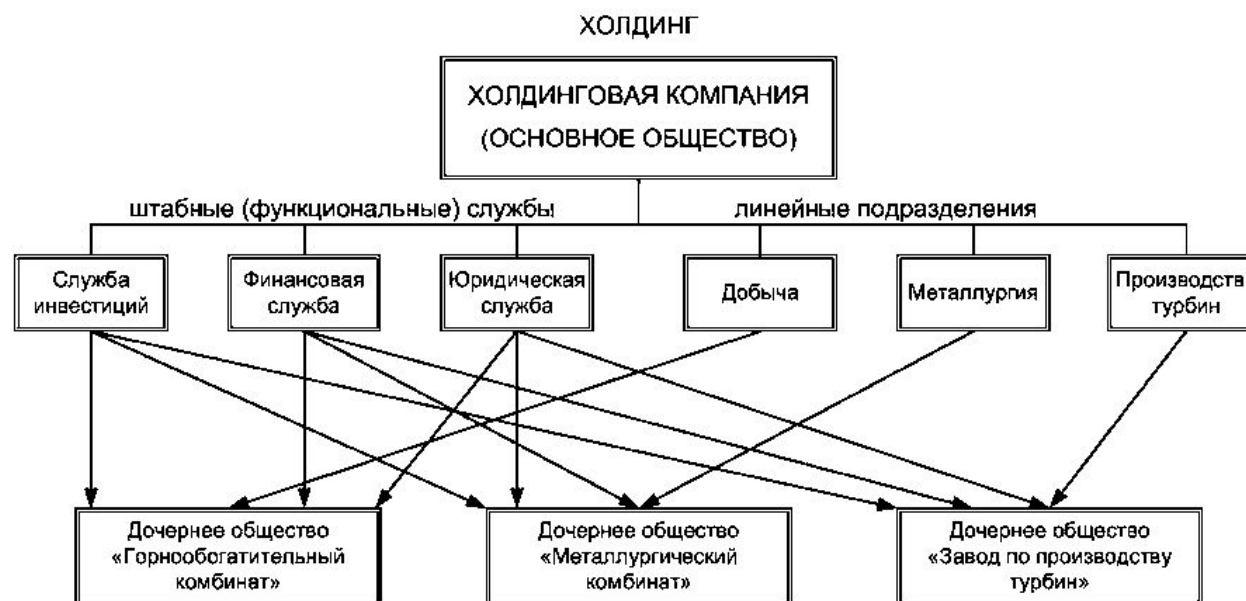 ХОЛДИНГ
ХОЛДИНГОВАЯ КОМПАНИЯ
(ОСНОВНОЕ ОБЩЕСТВО)
штабные (функциональные) службы
линейные подразделения
Служба
инвестиций
Финансовая
служба
Юридическая
служба
Добыча
Металлургия
Производств
турбин
Дочернее общество
«Горнообогатительный
комбинат»
Дочернее общество
«Металлургический
комбинат»
Дочернее общество
«Завод по производству
турбин»